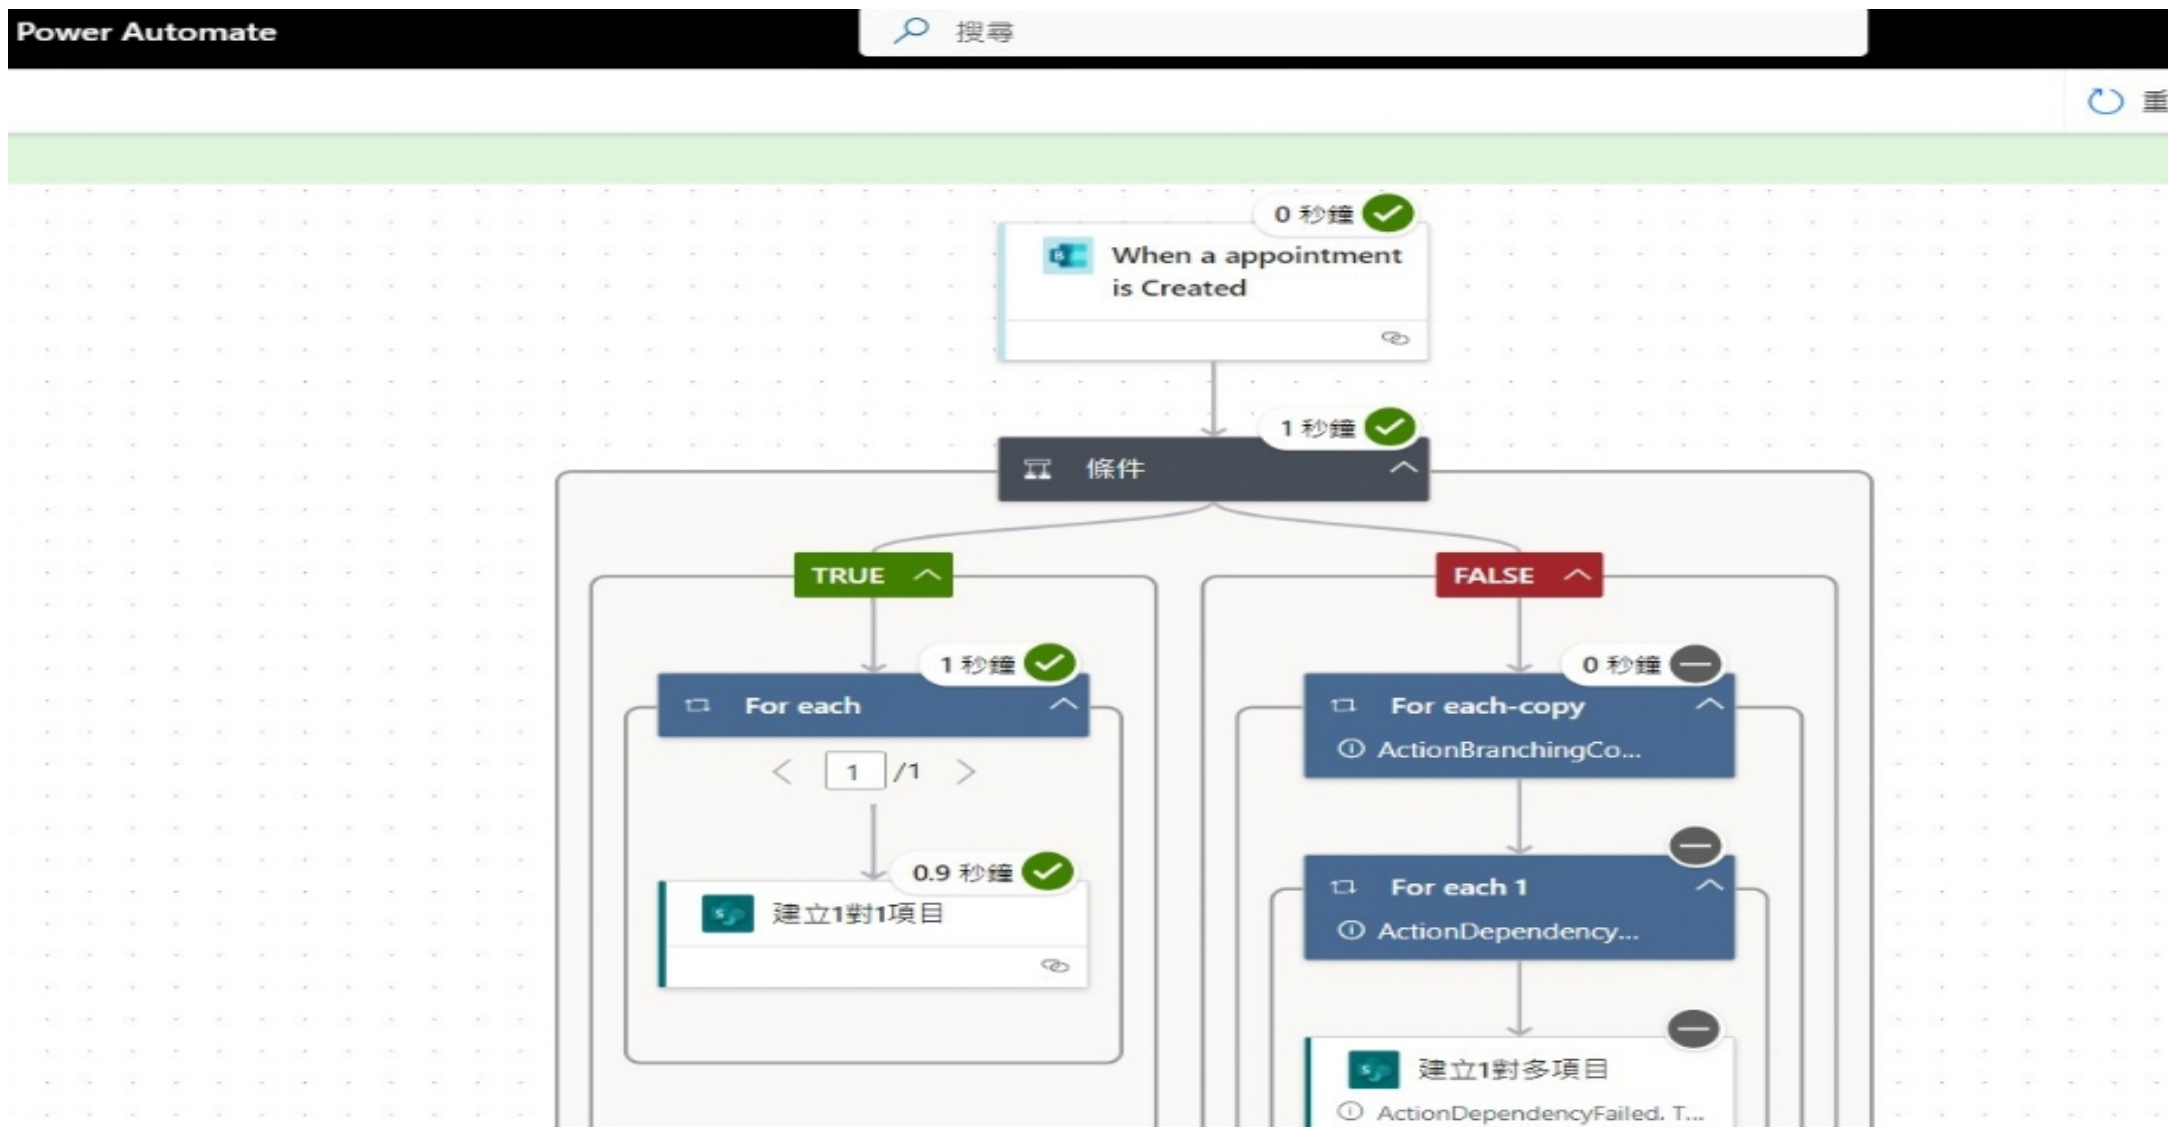 Power Automate
搜尋
重
0 秒鐘
When a appointment
is Created
1 秒鐘
條件
TRUE
FALSE
1 秒鐘
For each
1 /1
0.9 秒鐘
建立1對1項目
0 秒鐘
For each-copy
ActionBranchingCo...
For each 1
ActionDependency...
建立1對多項目
ActionDependencyFailed. T...